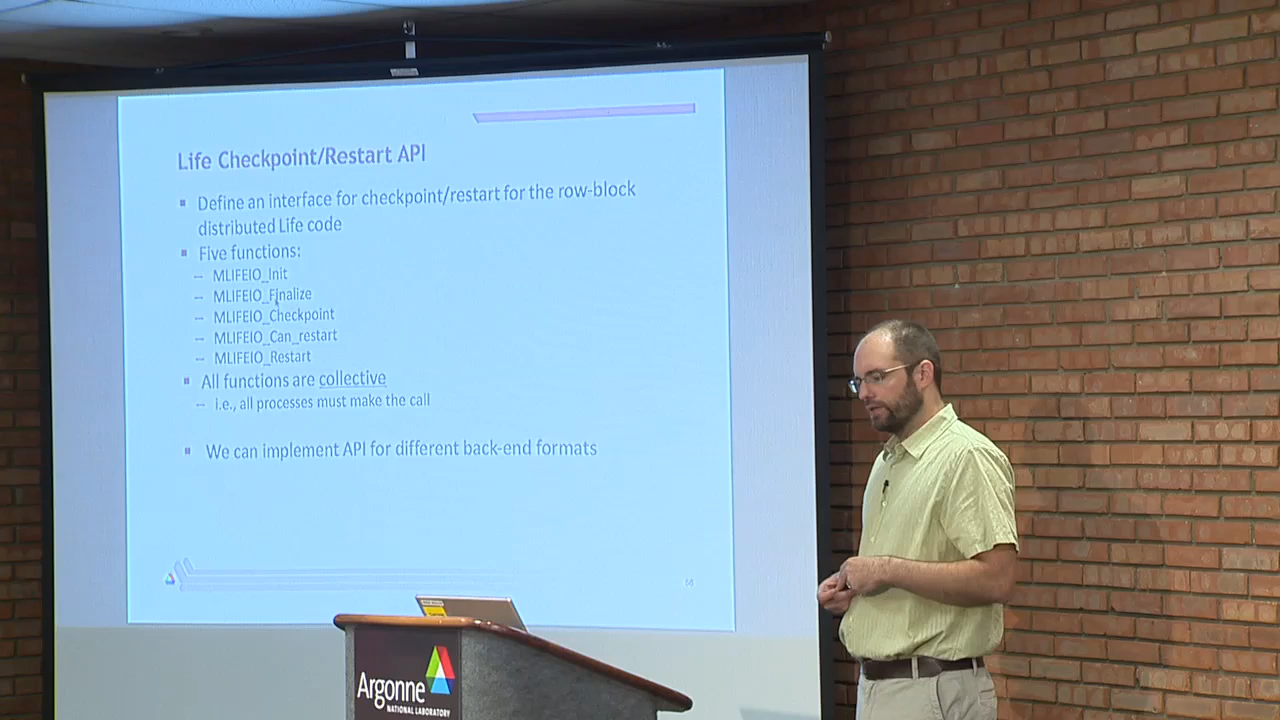 Life Checkpoint/Restart API
Define an interface for checkpoint/restart for the row-block
distributed Life code
Five functions:
– MLIFEIO_Init
– MLIFEIO_Finalize
– MLIFEIO_Checkpoint
– MLIFEIO_Can_restart
– MLIFEIO_Restart
All functions are collective
– i.e., all processes must make the call
We can implement API for different back-end formats
Argonne
NATIONAL LABORATORY